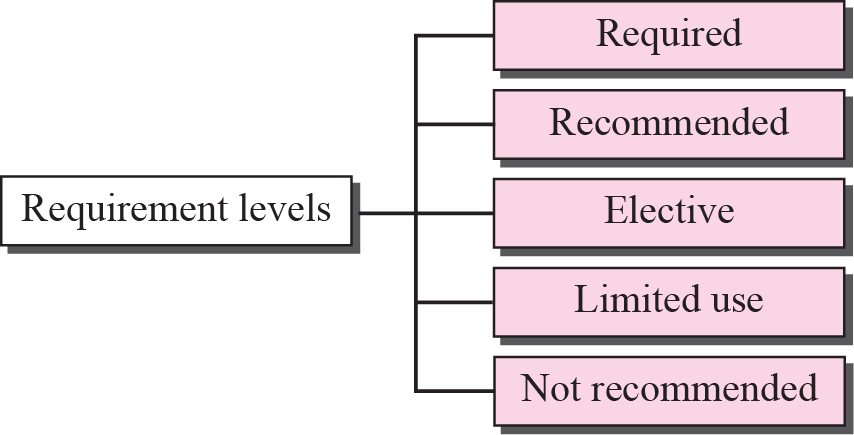 Requirement levels
Required
Recommended
Elective
Limited use
Not recommended